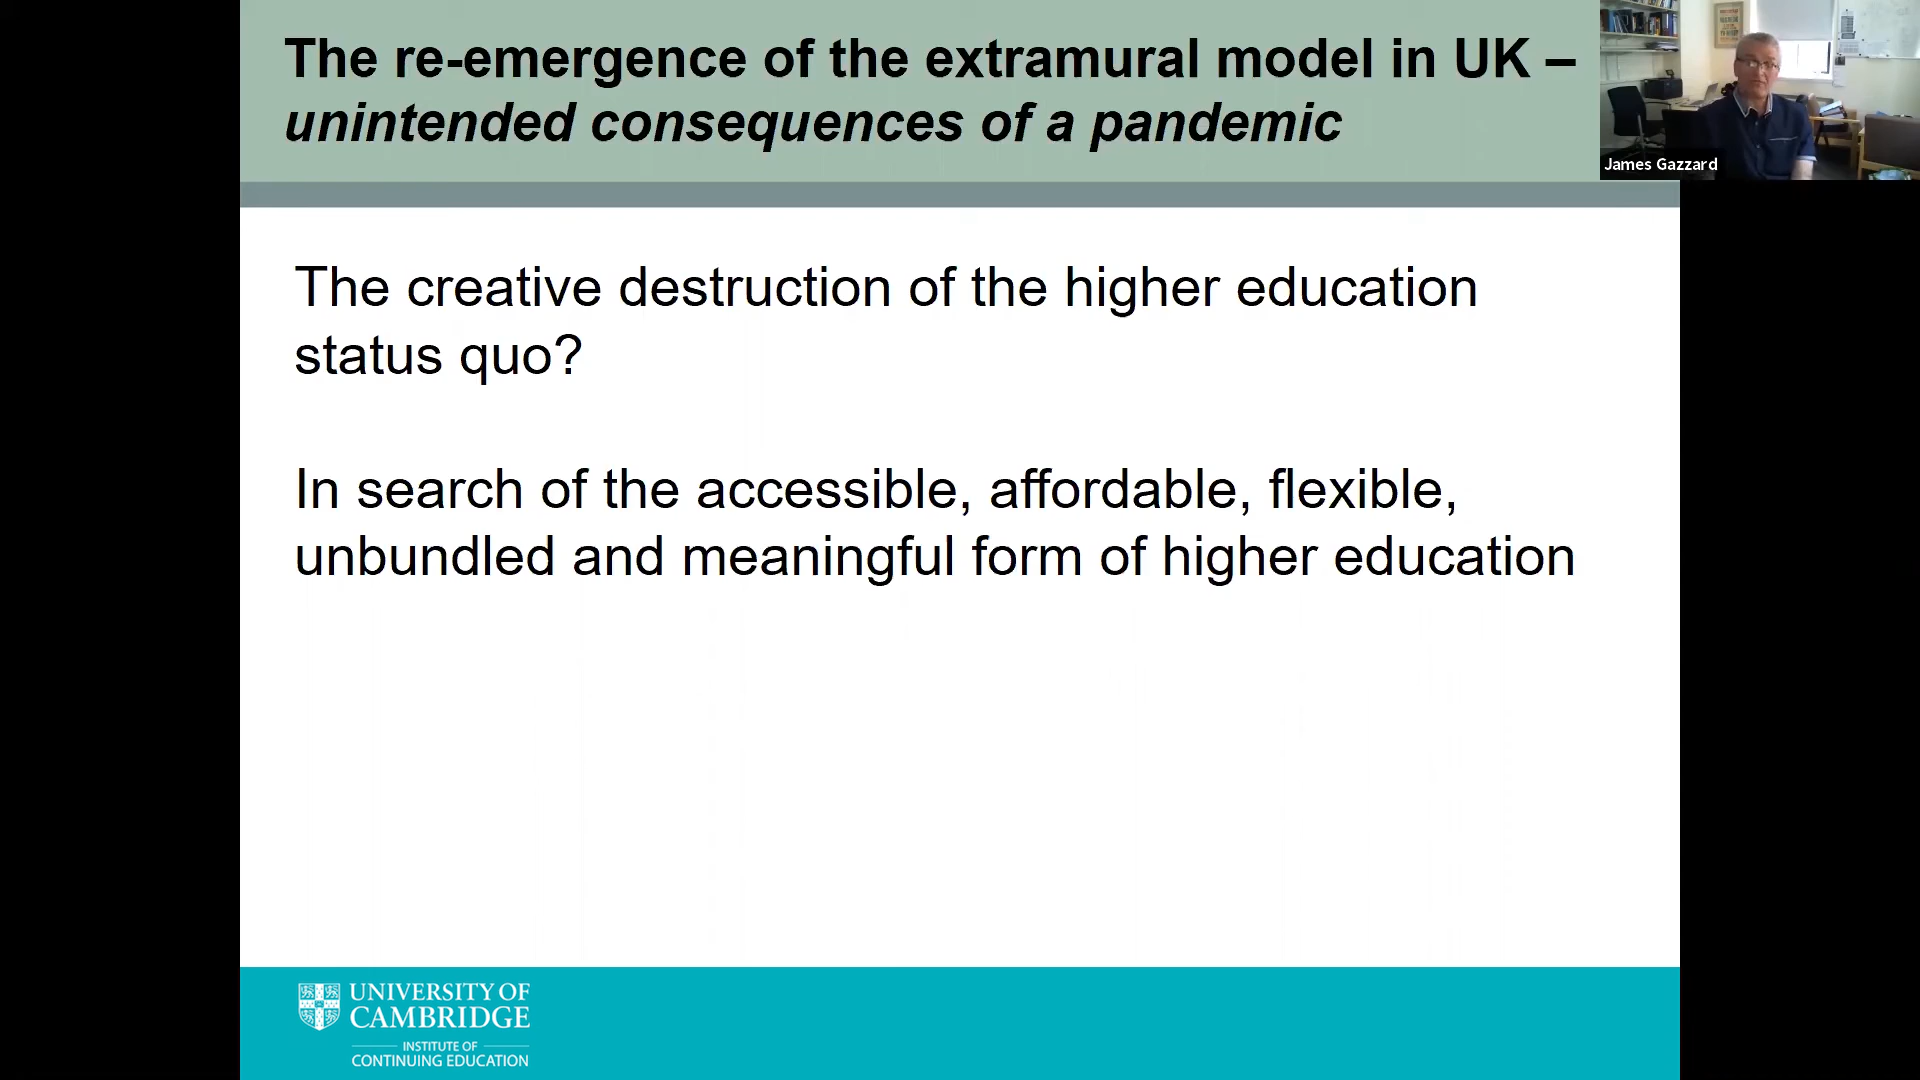 The re-emergence of the extramural model in UK –
unintended consequences of a pandemic
James Gazzard
The creative destruction of the higher education
status quo?
In search of the accessible, affordable, flexible,
unbundled and meaningful form of higher education
UNIVERSITY OF
CAMBRIDGE
INSTITUTE OF
CONTINUING EDUCATION